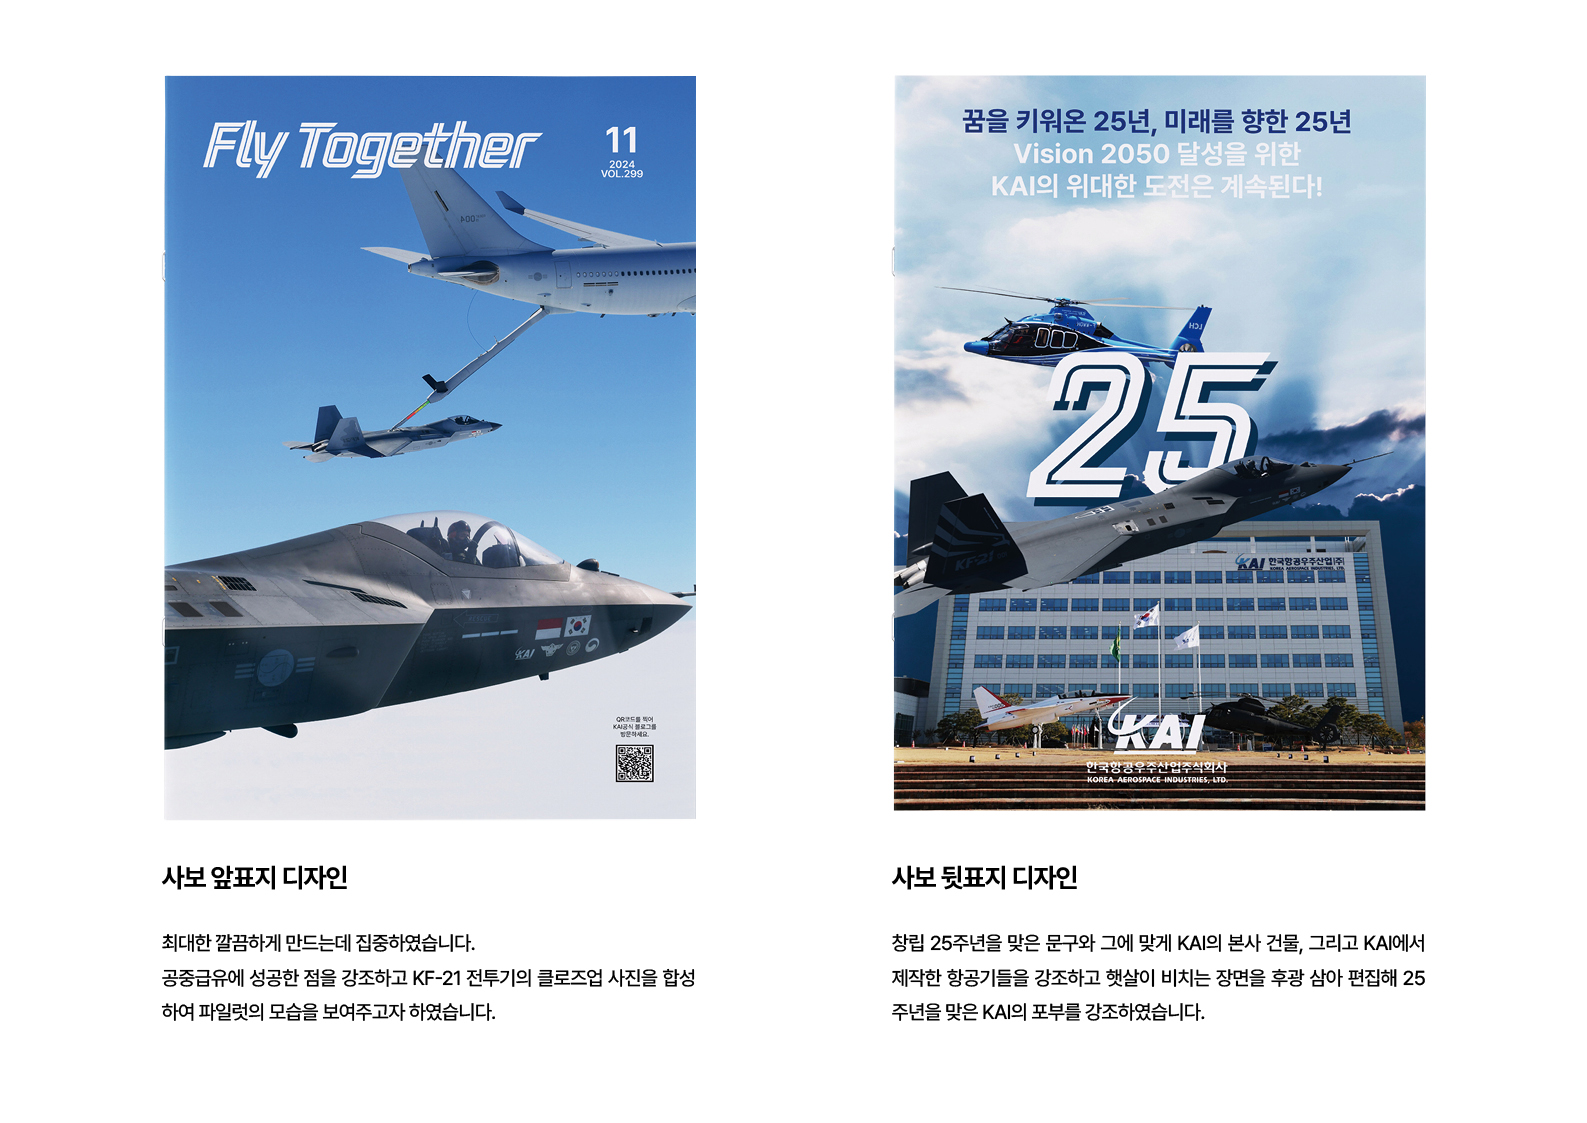 Fly Together
11
2024
VOL.299
KAI
QR코드를 찍어
KAI공식 블로그를
방문하세요.
꿈을 키워온 25년, 미래를 향한 25년
Vision 2050 달성을 위한
KAI의 위대한 도전은 계속된다!
LCH
25
KF-21
KAI 한국항공우주산업(주)
KOREA AEROSPACE INDUSTRIES, LTD.
KAI
한국항공우주산업주식회사
KOREA AEROSPACE INDUSTRIES, LTD.
사보 앞표지 디자인
최대한 깔끔하게 만드는데 집중하였습니다.
공중급유에 성공한 점을 강조하고 KF-21 전투기의 클로즈업 사진을 합성
하여 파일럿의 모습을 보여주고자 하였습니다.
사보 뒷표지 디자인
창립 25주년을 맞은 문구와 그에 맞게 KAI의 본사 건물, 그리고 KAI에서
제작한 항공기들을 강조하고 햇살이 비치는 장면을 후광 삼아 편집해 25
주년을 맞은 KAI의 포부를 강조하였습니다.